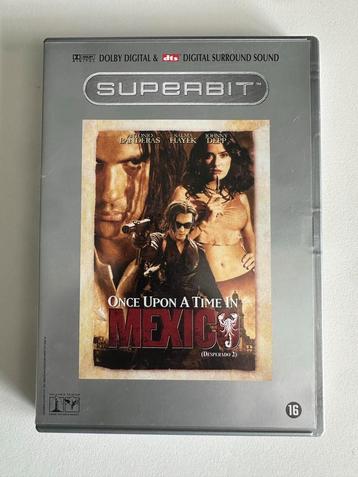 DOLBY DIGITAL & dts DIGITAL SURROUND SOUND
SUPERBIT™
ANTONIO BANDERAS SALMA HAYEK JOHNNY DEPP
ONCE UPON A TIME IN
MEXICO
(DESPERADO 2)
16